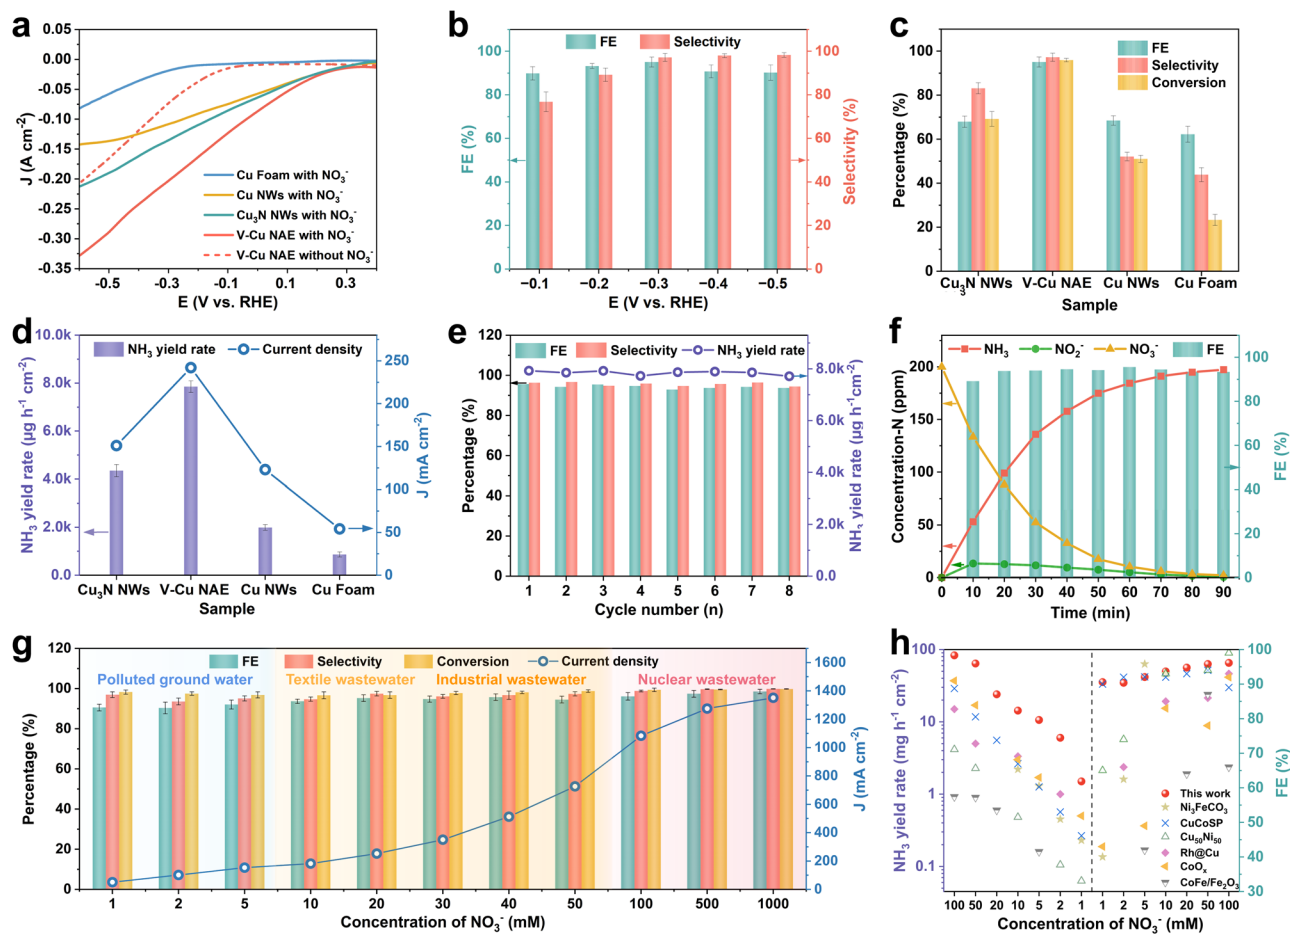 a
0.05
0.00
-0.05
-0.10
-0.15
-0.20
-0.25
-0.30
-0.35
J (A cm⁻²)
Cu Foam with NO₃⁻
Cu NWs with NO₃⁻
Cu₃N NWs with NO₃⁻
V-Cu NAE with NO₃⁻
V-Cu NAE without NO₃⁻
-0.5 -0.3 -0.1 0.1 0.3
E (V vs. RHE)
b
FE Selectivity
100
80
60
40
20
0
FE (%)
100
80
60
40
20
0
Selectivity (%)
−0.1 −0.2 −0.3 −0.4 −0.5
E (V vs. RHE)
c
FE
Selectivity
Conversion
100
80
60
40
20
0
Percentage (%)
Cu₃N NWs V-Cu NAE Cu NWs Cu Foam
Sample
d
NH₃ yield rate Current density
10.0k
8.0k
6.0k
4.0k
2.0k
0.0
NH₃ yield rate (μg h⁻¹ cm⁻²)
250
200
150
100
50
0
J (mA cm⁻²)
Cu₃N NWs V-Cu NAE Cu NWs Cu Foam
Sample
e
FE Selectivity NH₃ yield rate
120
100
80
60
40
20
0
Percentage (%)
8.0k
6.0k
4.0k
2.0k
0.0
NH₃ yield rate (μg h⁻¹ cm⁻²)
1 2 3 4 5 6 7 8
Cycle number (n)
f
NH₃ NO₂⁻ NO₃⁻ FE
200
150
100
50
0
Concentration-N (ppm)
100
80
60
40
20
0
FE (%)
0 10 20 30 40 50 60 70 80 90
Time (min)
g
FE Selectivity Conversion Current density
Polluted ground water Textile wastewater Industrial wastewater Nuclear wastewater
120
100
80
60
40
20
0
Percentage (%)
1600
1400
1200
1000
800
600
400
200
0
J (mA cm⁻²)
1 2 5 10 20 30 40 50 100 500 1000
Concentration of NO₃⁻ (mM)
h
100
10
1
0.1
NH₃ yield rate (mg h⁻¹ cm⁻²)
100
90
80
70
60
50
40
30
FE (%)
This work
Ni₃FeCO₃
CuCoSP
Cu₅₀Ni₅₀
Rh@Cu
CoOₓ
CoFe/Fe₂O₃
100 50 20 10 5 2 1 1 2 5 10 20 50 100
Concentration of NO₃⁻ (mM)